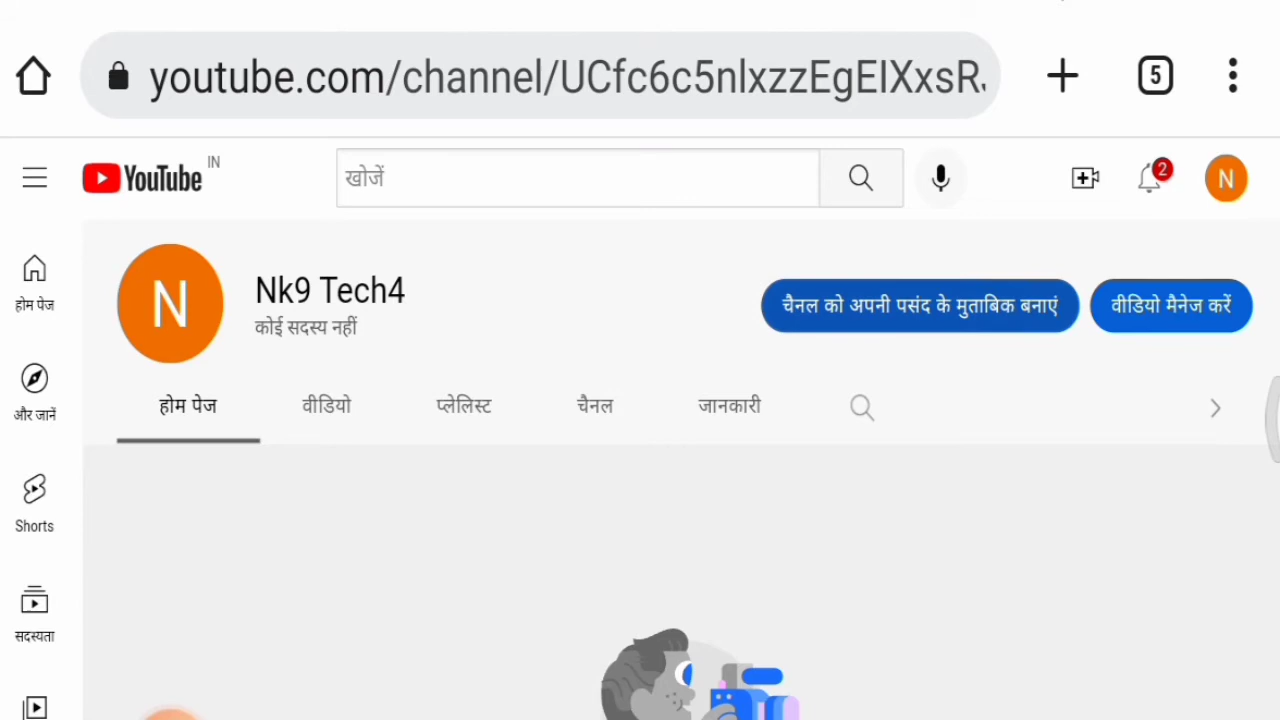 youtube.com/channel/UCfc6c5nlxzzEgEIXxsR
5
YouTube IN
खोजें
2
N
N
Nk9 Tech4
कोई सदस्य नहीं
चैनल को अपनी पसंद के मुताबिक बनाएं
वीडियो मैनेज करें
होम पेज
और जानें
Shorts
सदस्यता
होम पेज वीडियो प्लेलिस्ट चैनल जानकारी